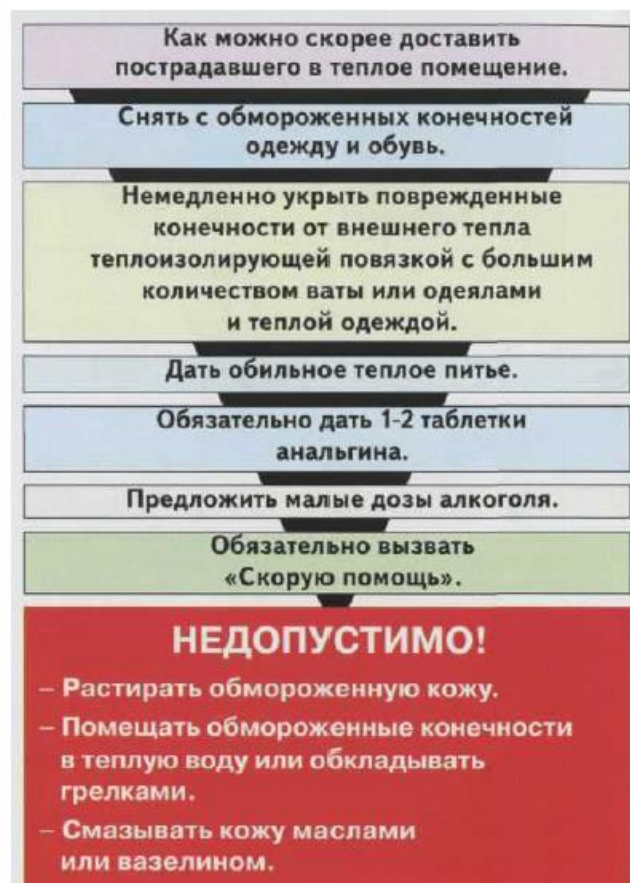 Как можно скорее доставить
пострадавшего в теплое помещение.
Снять с обмороженных конечностей
одежду и обувь.
Немедленно укрыть поврежденные
конечности от внешнего тепла
теплоизолирующей повязкой с большим
количеством ваты или одеялами
и теплой одеждой.
Дать обильное теплое питье.
Обязательно дать 1-2 таблетки
анальгина.
Предложить малые дозы алкоголя.
Обязательно вызвать
«Скорую помощь».
НЕДОПУСТИМО!
– Растирать обмороженную кожу.
– Помещать обмороженные конечности
в теплую воду или обкладывать
грелками.
– Смазывать кожу маслами
или вазелином.